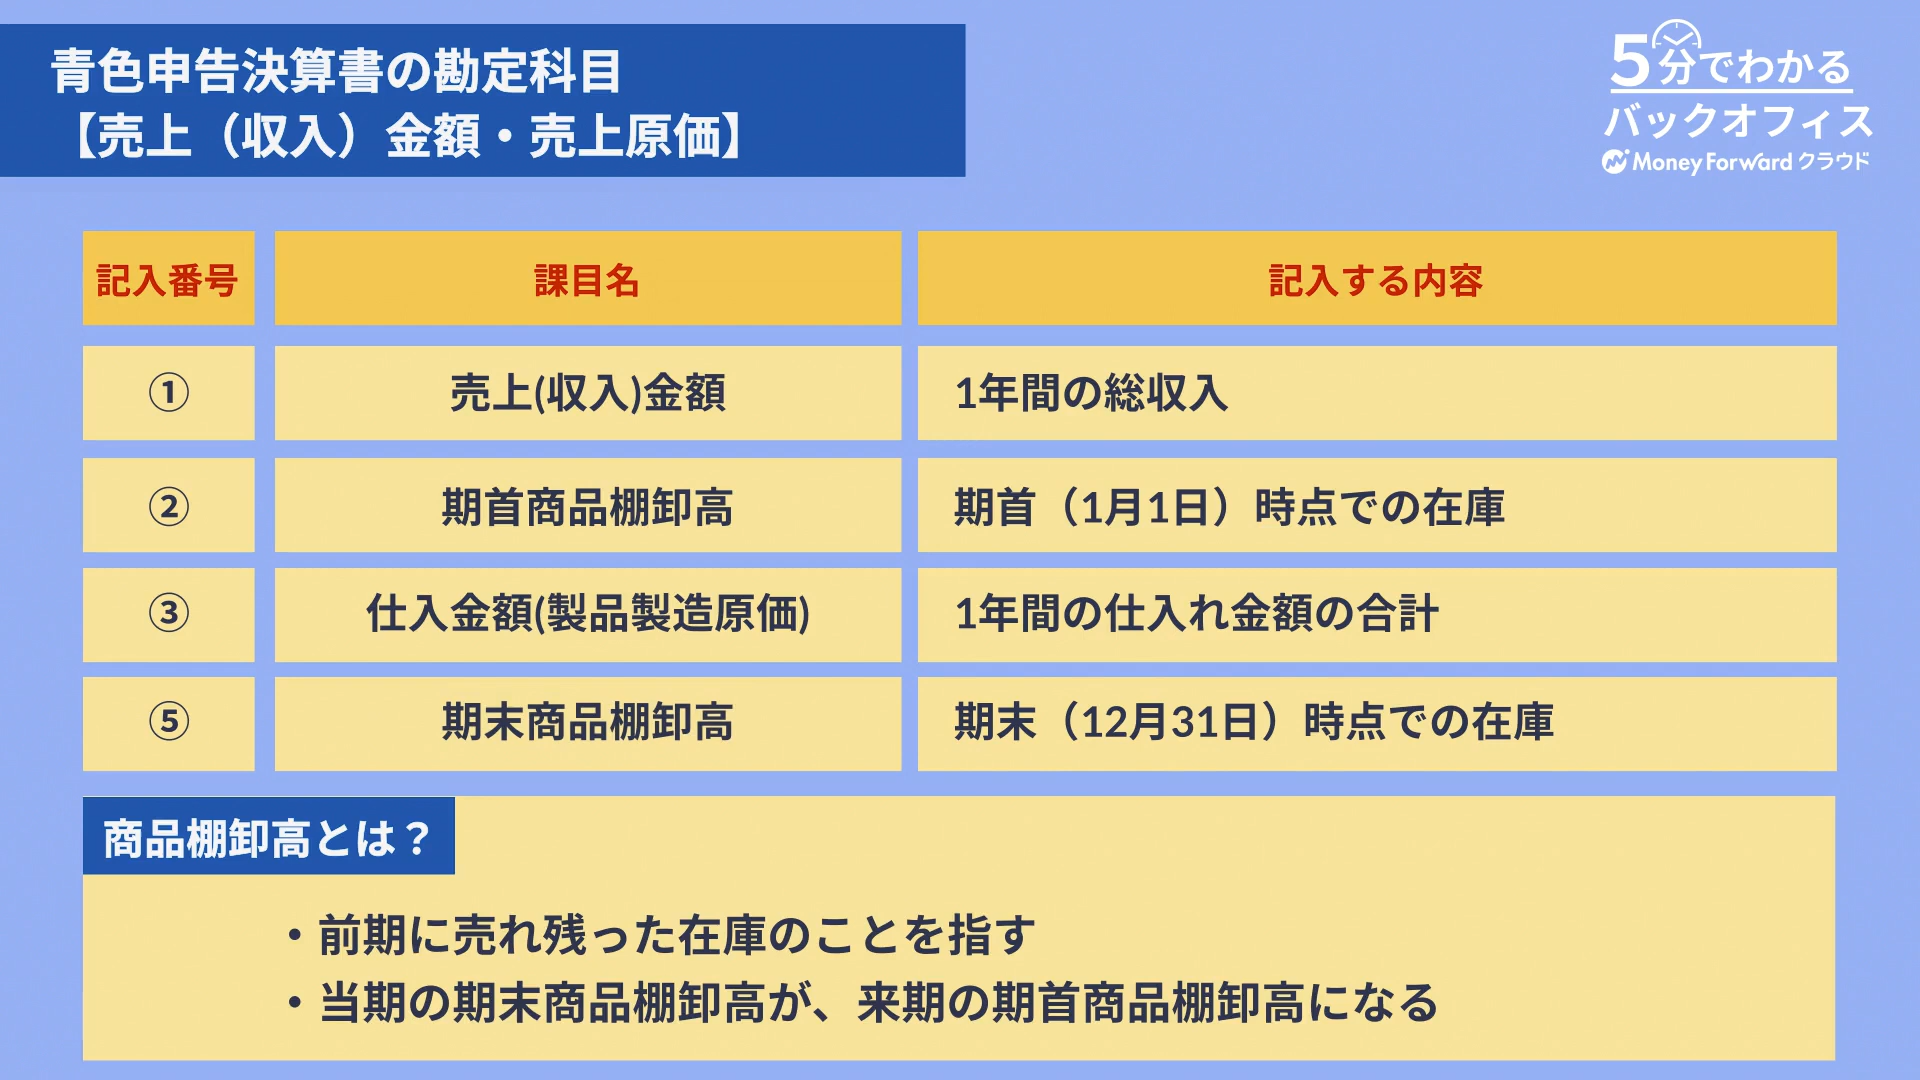 青色申告決算書の勘定科目
【売上（収入）金額・売上原価】
5分でわかる
バックオフィス
Money Forward クラウド
記入番号 課目名 記入する内容
① 売上(収入)金額 1年間の総収入
② 期首商品棚卸高 期首（1月1日）時点での在庫
③ 仕入金額(製品製造原価) 1年間の仕入れ金額の合計
⑤ 期末商品棚卸高 期末（12月31日）時点での在庫
商品棚卸高とは？
・前期に売れ残った在庫のことを指す
・当期の期末商品棚卸高が、来期の期首商品棚卸高になる